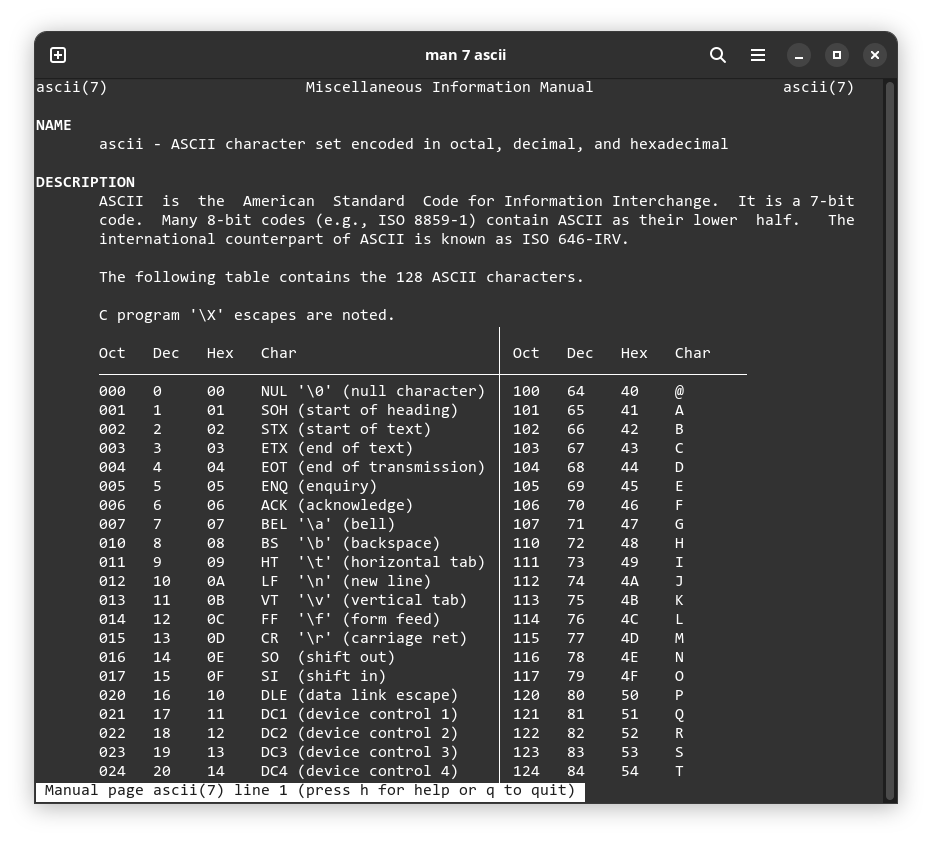 man 7 ascii
ascii(7)                      Miscellaneous Information Manual                     ascii(7)
NAME
       ascii - ASCII character set encoded in octal, decimal, and hexadecimal
DESCRIPTION
       ASCII  is  the  American  Standard  Code for Information Interchange.  It is a 7-bit
       code.  Many 8-bit codes (e.g., ISO 8859-1) contain ASCII as their lower  half.   The
       international counterpart of ASCII is known as ISO 646-IRV.
       The following table contains the 128 ASCII characters.
       C program '\X' escapes are noted.
       Oct   Dec   Hex   Char                        Oct   Dec   Hex   Char
       000   0     00    NUL '\0' (null character)   100   64    40    @
       001   1     01    SOH (start of heading)      101   65    41    A
       002   2     02    STX (start of text)         102   66    42    B
       003   3     03    ETX (end of text)           103   67    43    C
       004   4     04    EOT (end of transmission)   104   68    44    D
       005   5     05    ENQ (enquiry)               105   69    45    E
       006   6     06    ACK (acknowledge)           106   70    46    F
       007   7     07    BEL '\a' (bell)             107   71    47    G
       010   8     08    BS  '\b' (backspace)        110   72    48    H
       011   9     09    HT  '\t' (horizontal tab)   111   73    49    I
       012   10    0A    LF  '\n' (new line)         112   74    4A    J
       013   11    0B    VT  '\v' (vertical tab)     113   75    4B    K
       014   12    0C    FF  '\f' (form feed)        114   76    4C    L
       015   13    0D    CR  '\r' (carriage ret)     115   77    4D    M
       016   14    0E    SO  (shift out)             116   78    4E    N
       017   15    0F    SI  (shift in)              117   79    4F    O
       020   16    10    DLE (data link escape)      120   80    50    P
       021   17    11    DC1 (device control 1)      121   81    51    Q
       022   18    12    DC2 (device control 2)      122   82    52    R
       023   19    13    DC3 (device control 3)      123   83    53    S
       024   20    14    DC4 (device control 4)      124   84    54    T
 Manual page ascii(7) line 1 (press h for help or q to quit)